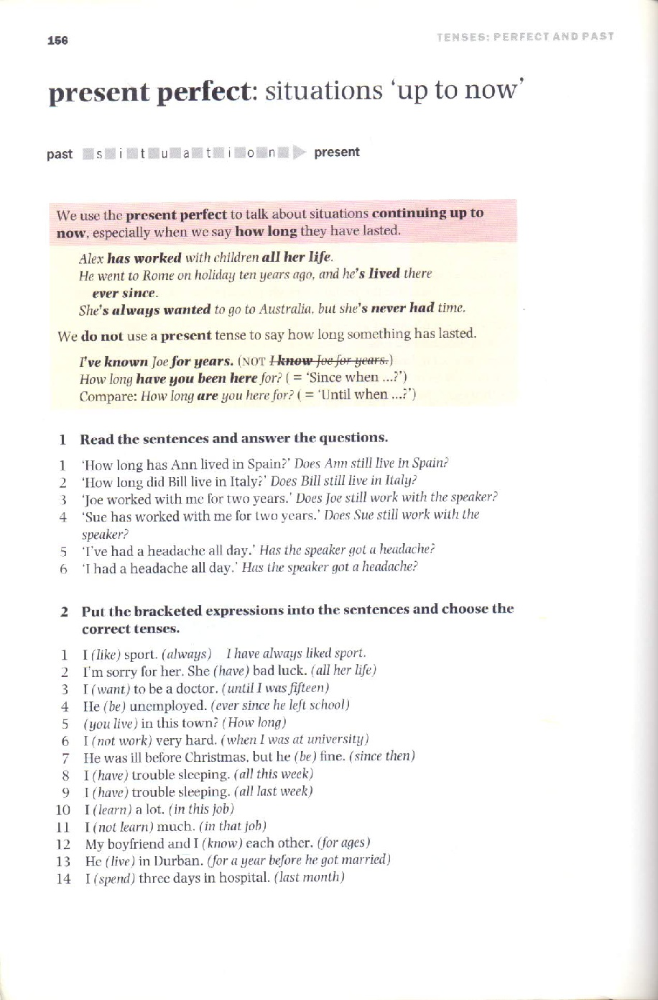 156
TENSES: PERFECT AND PAST
present perfect: situations ‘up to now’
past s i t u a t i o n present
We use the present perfect to talk about situations continuing up to
now, especially when we say how long they have lasted.
Alex has worked with children all her life.
He went to Rome on holiday ten years ago, and he's lived there
ever since.
She's always wanted to go to Australia, but she's never had time.
We do not use a present tense to say how long something has lasted.
I've known Joe for years. (NOT I know Joe for years.)
How long have you been here for? ( = ‘Since when ...?’)
Compare: How long are you here for? ( = ‘Until when ...?’)
1 Read the sentences and answer the questions.
1 ‘How long has Ann lived in Spain?’ Does Ann still live in Spain?
2 ‘How long did Bill live in Italy?’ Does Bill still live in Italy?
3 ‘Joe worked with me for two years.’ Does Joe still work with the speaker?
4 ‘Sue has worked with me for two years.’ Does Sue still work with the
speaker?
5 ‘I've had a headache all day.’ Has the speaker got a headache?
6 ‘I had a headache all day.’ Has the speaker got a headache?
2 Put the bracketed expressions into the sentences and choose the
correct tenses.
1 I (like) sport. (always) I have always liked sport.
2 I'm sorry for her. She (have) bad luck. (all her life)
3 I (want) to be a doctor. (until I was fifteen)
4 He (be) unemployed. (ever since he left school)
5 (you live) in this town? (How long)
6 I (not work) very hard. (when I was at university)
7 He was ill before Christmas, but he (be) fine. (since then)
8 I (have) trouble sleeping. (all this week)
9 I (have) trouble sleeping. (all last week)
10 I (learn) a lot. (in this job)
11 I (not learn) much. (in that job)
12 My boyfriend and I (know) each other. (for ages)
13 He (live) in Durban. (for a year before he got married)
14 I (spend) three days in hospital. (last month)